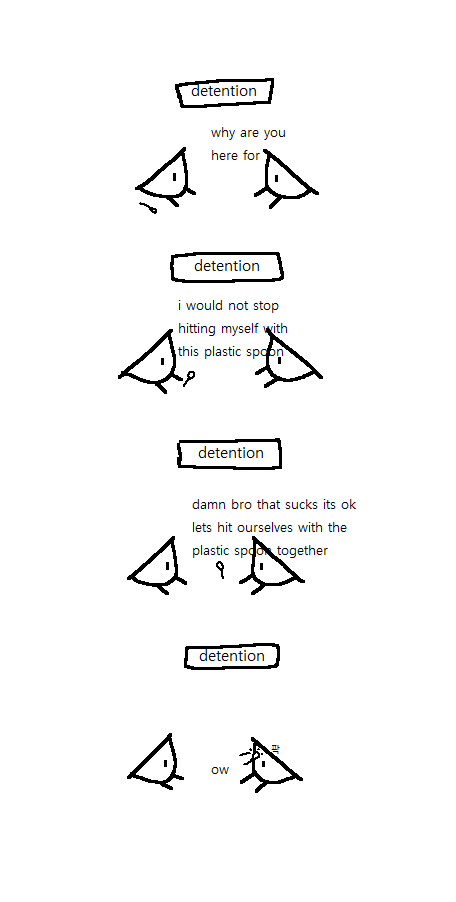 detention
why are you
here for
detention
i would not stop
hitting myself with
this plastic spoon
detention
damn bro that sucks its ok
lets hit ourselves with the
plastic spoon together
detention
팍
ow